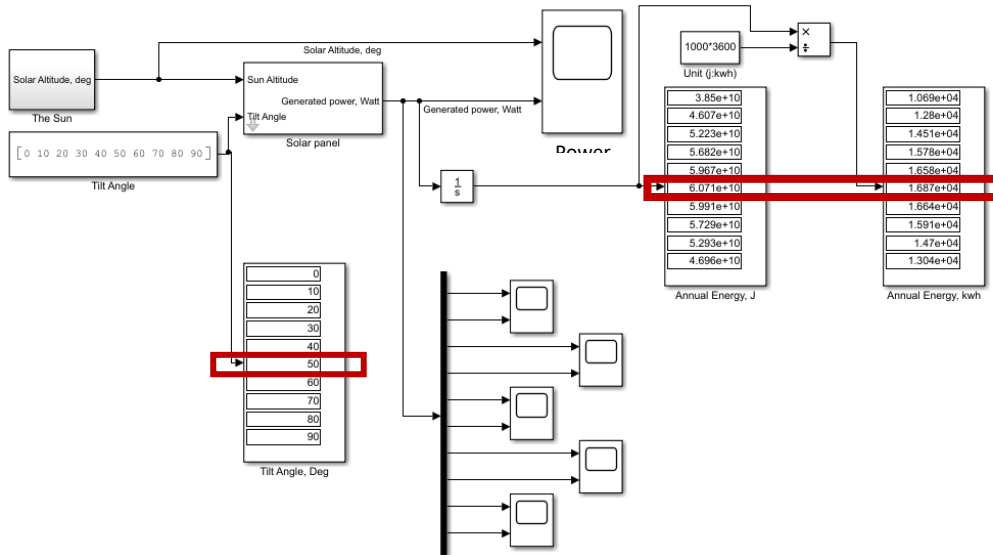 Solar Altitude, deg
The Sun
[0 10 20 30 40 50 60 70 80 90]
Tilt Angle
Solar Altitude, deg
Sun Altitude
Generated power, Watt
Tilt Angle
Solar panel
Generated power, Watt
Power
1
s
1000*3600
Unit (j:kwh)
×
÷
3.85e+10
4.607e+10
5.223e+10
5.682e+10
5.967e+10
6.071e+10
5.991e+10
5.729e+10
5.293e+10
4.696e+10
Annual Energy, J
1.069e+04
1.28e+04
1.451e+04
1.578e+04
1.658e+04
1.687e+04
1.664e+04
1.591e+04
1.47e+04
1.304e+04
Annual Energy, kwh
0
10
20
30
40
50
60
70
80
90
Tilt Angle, Deg